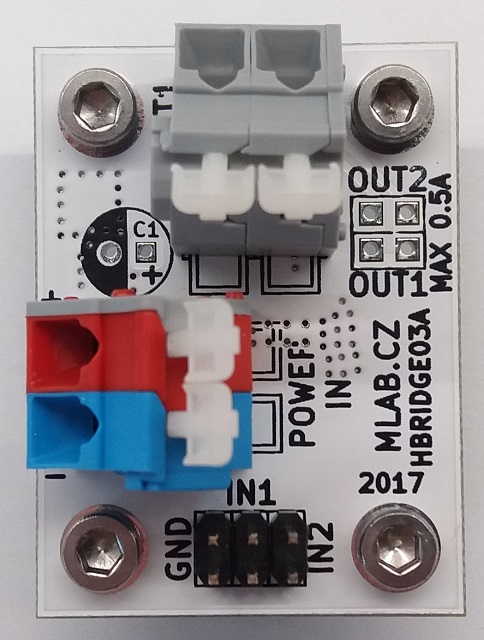 T1
OUT2
C1
+
OUT1
MAX 0.5A
+
POWER
IN
MLAB.CZ
HBRIDGE03A
-
2017
IN1
GND
IN2